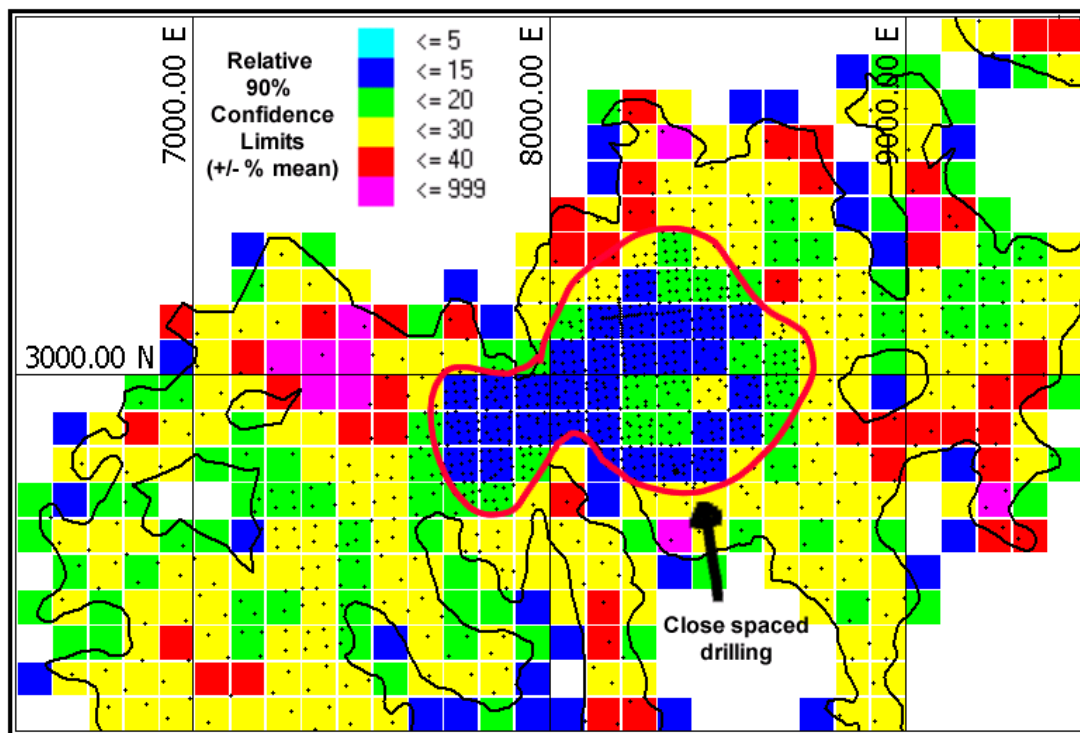 7000.00 E
Relative
90%
Confidence
Limits
(+/- % mean)
<= 5
<= 15
<= 20
<= 30
<= 40
<= 999
8000.00 E
9000.00 E
3000.00 N
Close spaced
drilling